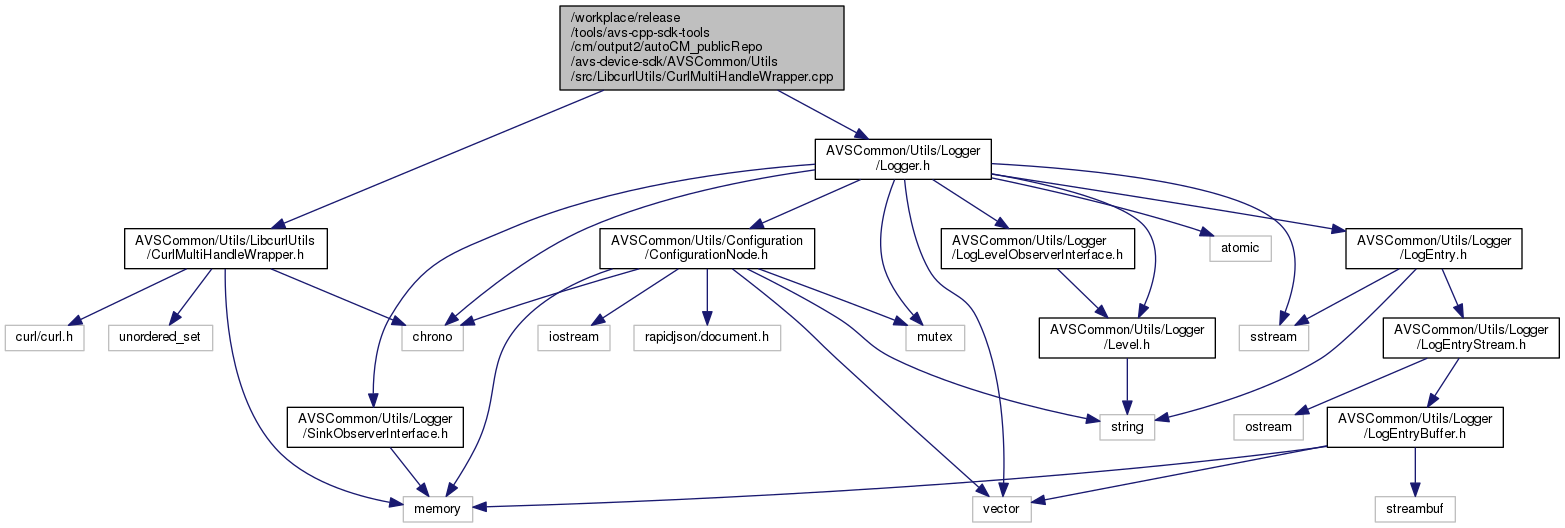 /workplace/release
/tools/avs-cpp-sdk-tools
/cm/output2/autoCM_publicRepo
/avs-device-sdk/AVSCommon/Utils
/src/LibcurlUtils/CurlMultiHandleWrapper.cpp
AVSCommon/Utils/Logger
/Logger.h
AVSCommon/Utils/LibcurlUtils
/CurlMultiHandleWrapper.h
AVSCommon/Utils/Configuration
/ConfigurationNode.h
AVSCommon/Utils/Logger
/LogLevelObserverInterface.h
atomic
AVSCommon/Utils/Logger
/LogEntry.h
curl/curl.h
unordered_set
chrono
iostream
rapidjson/document.h
mutex
AVSCommon/Utils/Logger
/Level.h
sstream
AVSCommon/Utils/Logger
/LogEntryStream.h
AVSCommon/Utils/Logger
/SinkObserverInterface.h
string
ostream
AVSCommon/Utils/Logger
/LogEntryBuffer.h
memory
vector
streambuf